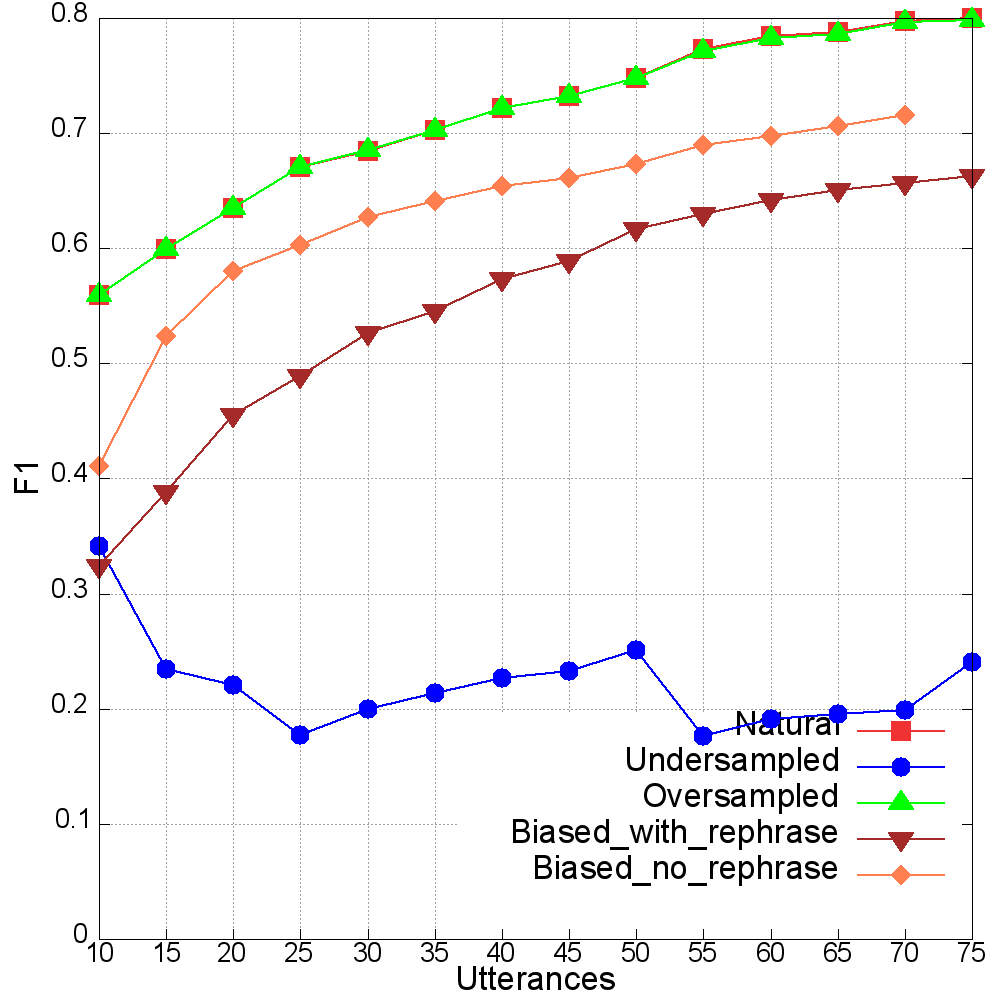 0.8
0.7
0.6
0.5
0.4
0.3
0.2
0.1
0
F1
Natural
Undersampled
Oversampled
Biased_with_rephrase
Biased_no_rephrase
10 15 20 25 30 35 40 45 50 55 60 65 70 75
Utterances